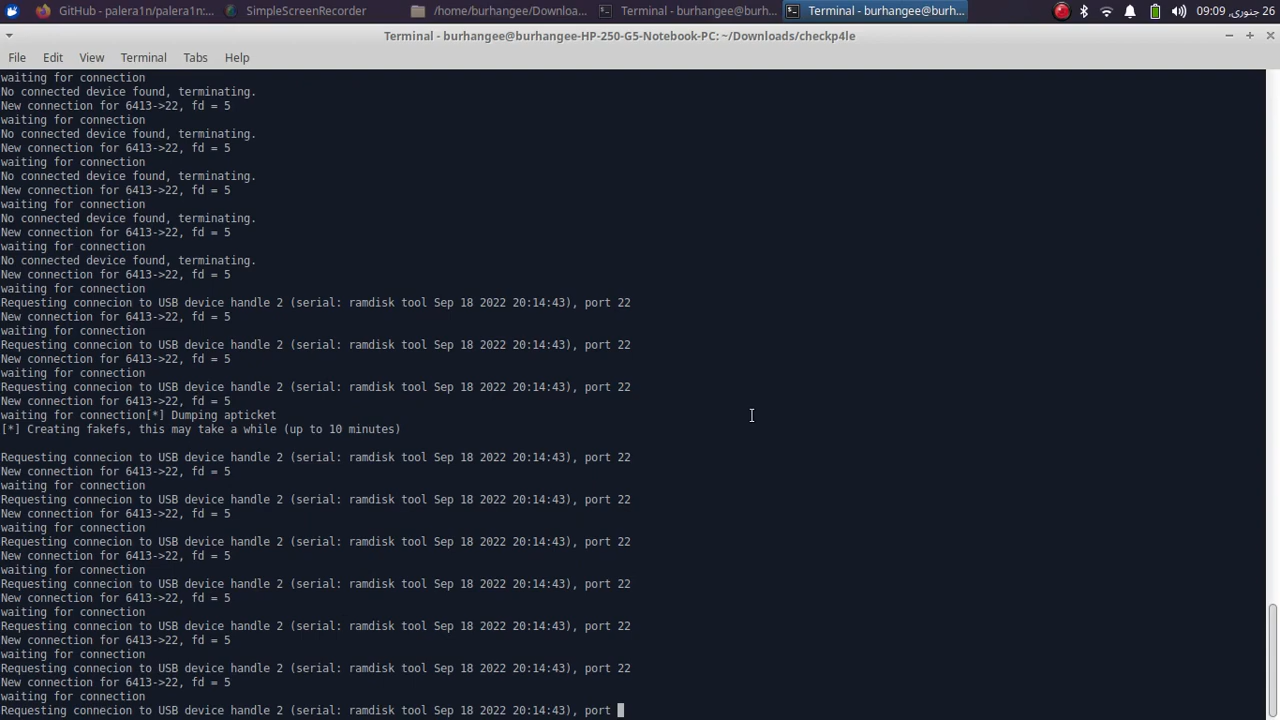 GitHub - palera1n/palera1n:...
SimpleScreenRecorder
/home/burhangee/Downloa...
Terminal - burhangee@burh...
Terminal - burhangee@burh...
26 جنوری, 09:09
Terminal - burhangee@burhangee-HP-250-G5-Notebook-PC: ~/Downloads/checkp4le
File Edit View Terminal Tabs Help
waiting for connection
No connected device found, terminating.
New connection for 6413->22, fd = 5
waiting for connection
No connected device found, terminating.
New connection for 6413->22, fd = 5
waiting for connection
No connected device found, terminating.
New connection for 6413->22, fd = 5
waiting for connection
No connected device found, terminating.
New connection for 6413->22, fd = 5
waiting for connection
No connected device found, terminating.
New connection for 6413->22, fd = 5
waiting for connection
Requesting connecion to USB device handle 2 (serial: ramdisk tool Sep 18 2022 20:14:43), port 22
New connection for 6413->22, fd = 5
waiting for connection
Requesting connecion to USB device handle 2 (serial: ramdisk tool Sep 18 2022 20:14:43), port 22
New connection for 6413->22, fd = 5
waiting for connection
Requesting connecion to USB device handle 2 (serial: ramdisk tool Sep 18 2022 20:14:43), port 22
New connection for 6413->22, fd = 5
waiting for connection[*] Dumping apticket
[*] Creating fakefs, this may take a while (up to 10 minutes)
Requesting connecion to USB device handle 2 (serial: ramdisk tool Sep 18 2022 20:14:43), port 22
New connection for 6413->22, fd = 5
waiting for connection
Requesting connecion to USB device handle 2 (serial: ramdisk tool Sep 18 2022 20:14:43), port 22
New connection for 6413->22, fd = 5
waiting for connection
Requesting connecion to USB device handle 2 (serial: ramdisk tool Sep 18 2022 20:14:43), port 22
New connection for 6413->22, fd = 5
waiting for connection
Requesting connecion to USB device handle 2 (serial: ramdisk tool Sep 18 2022 20:14:43), port 22
New connection for 6413->22, fd = 5
waiting for connection
Requesting connecion to USB device handle 2 (serial: ramdisk tool Sep 18 2022 20:14:43), port 22
New connection for 6413->22, fd = 5
waiting for connection
Requesting connecion to USB device handle 2 (serial: ramdisk tool Sep 18 2022 20:14:43), port 22
New connection for 6413->22, fd = 5
waiting for connection
Requesting connecion to USB device handle 2 (serial: ramdisk tool Sep 18 2022 20:14:43), port